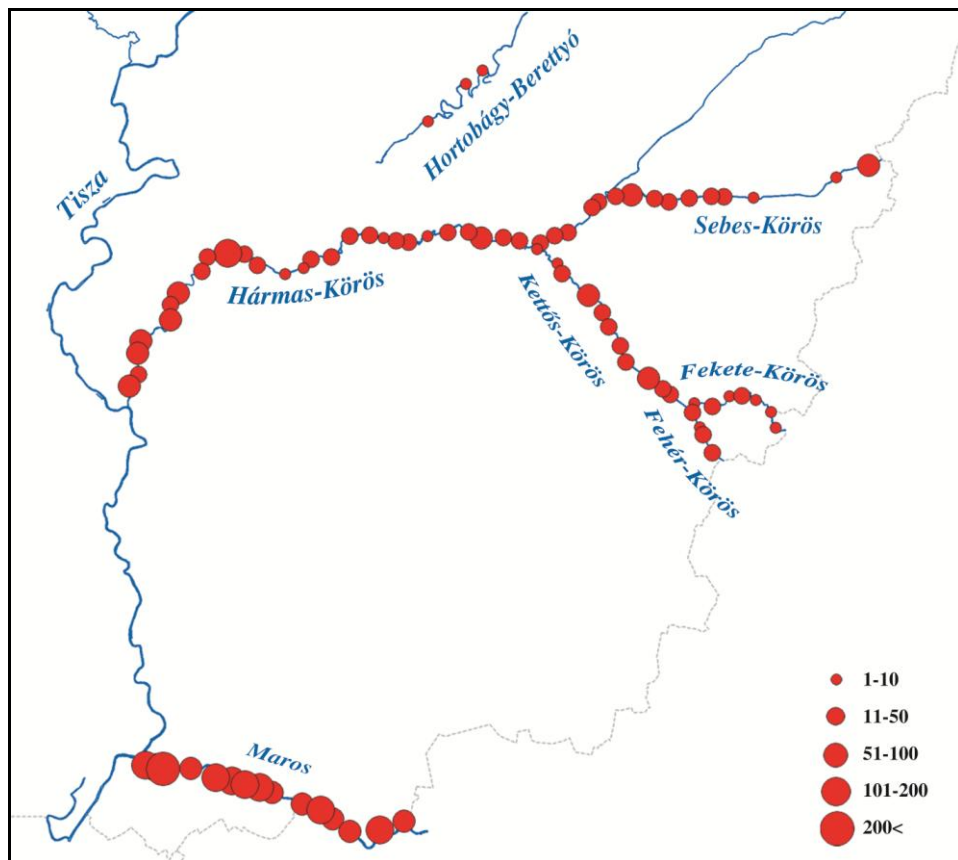 Hortobágy-Berettyó
Tisza
Sebes-Körös
Hármas-Körös
Kettős-Körös
Fekete-Körös
Fehér-Körös
Maros
1-10
11-50
51-100
101-200
200<